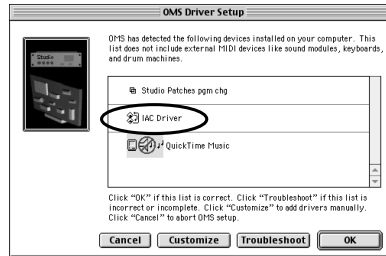 OMS Driver Setup
OMS has detected the following devices installed on your computer. This
list does not include external MIDI devices like sound modules, keyboards,
and drum machines.
Studio
Studio Patches pgm chg
IAC Driver
QuickTime Music
Click “OK” if this list is correct. Click “Troubleshoot” if this list is
incorrect or incomplete. Click “Customize” to add drivers manually.
Click “Cancel” to abort OMS setup.
Cancel Customize Troubleshoot OK